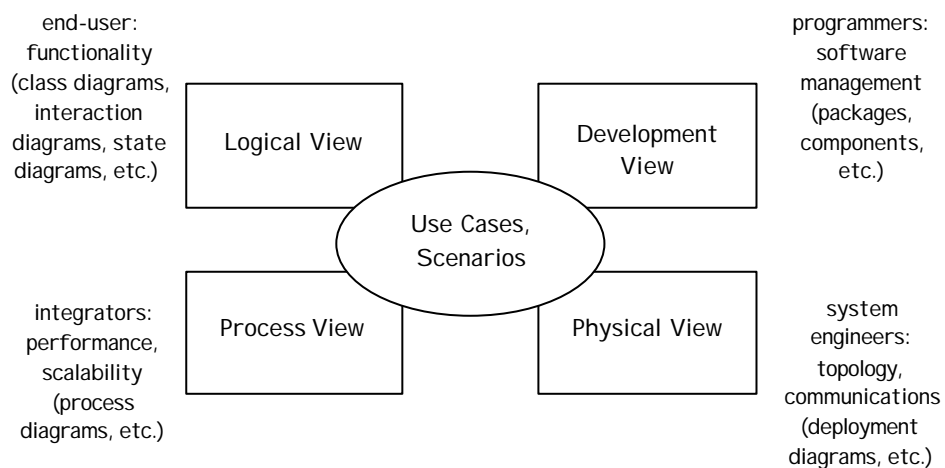 end-user:
functionality
(class diagrams,
interaction
diagrams, state
diagrams, etc.)
Logical View
Development
View
programmers:
software
management
(packages,
components,
etc.)
Use Cases,
Scenarios
integrators:
performance,
scalability
(process
diagrams, etc.)
Process View
Physical View
system
engineers:
topology,
communications
(deployment
diagrams, etc.)